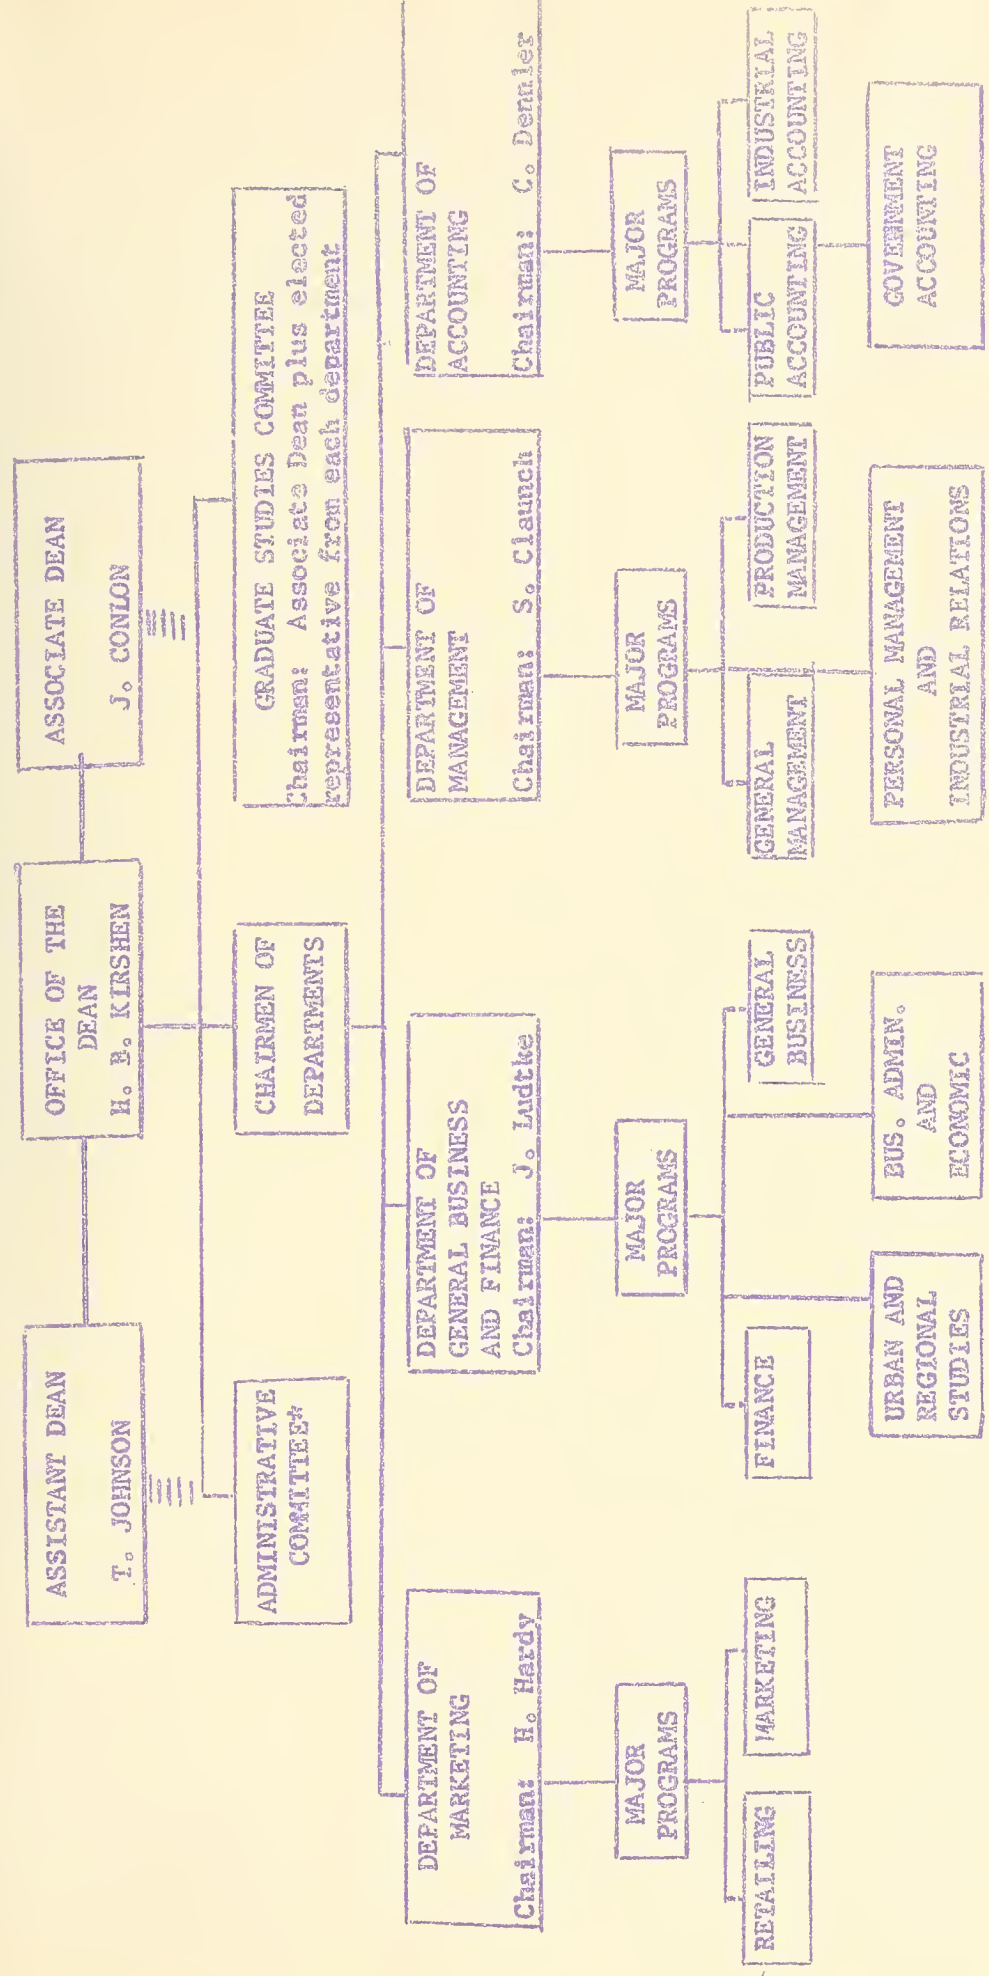 ASSISTANT DEAN
T. JOHNSON
OFFICE OF THE
DEAN
H. B. KIRSHEN
ASSOCIATE DEAN
J. CONLON
ADMINISTRATIVE
COMMITTEE*
CHAIRMEN OF
DEPARTMENTS
GRADUATE STUDIES COMMITTEE
Chairman: Associate Dean plus elected
representative from each department
DEPARTMENT OF
MARKETING
Chairman: H. Hardy
DEPARTMENT OF
GENERAL BUSINESS
AND FINANCE
Chairman: J. Ludtke
DEPARTMENT OF
MANAGEMENT
Chairman: S. Claunch
DEPARTMENT OF
ACCOUNTING
Chairman: C. Dennler
MAJOR
PROGRAMS
MAJOR
PROGRAMS
MAJOR
PROGRAMS
MAJOR
PROGRAMS
RETAILING
MARKETING
FINANCE
GENERAL
BUSINESS
GENERAL
MANAGEMENT
PRODUCTION
MANAGEMENT
PUBLIC
ACCOUNTING
INDUSTRIAL
ACCOUNTING
URBAN AND
REGIONAL
STUDIES
BUS. ADMIN.
AND
ECONOMIC
PERSONAL MANAGEMENT
AND
INDUSTRIAL RELATIONS
GOVERNMENT
ACCOUNTING